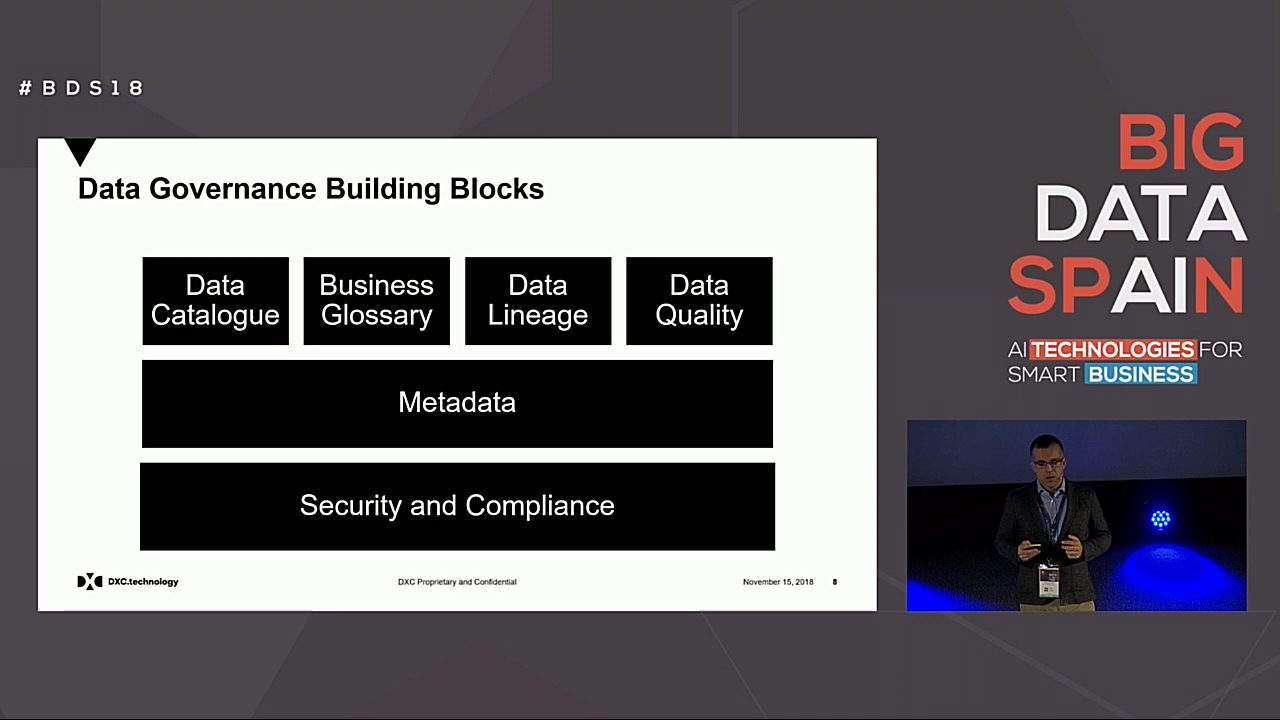 #BDS18
Data Governance Building Blocks
Data
Catalogue
Business
Glossary
Data
Lineage
Data
Quality
Metadata
Security and Compliance
DXC.technology
DXC Proprietary and Confidential
November 15, 2018
8
BIG
DATA
SPAIN
AI TECHNOLOGIES FOR
SMART BUSINESS